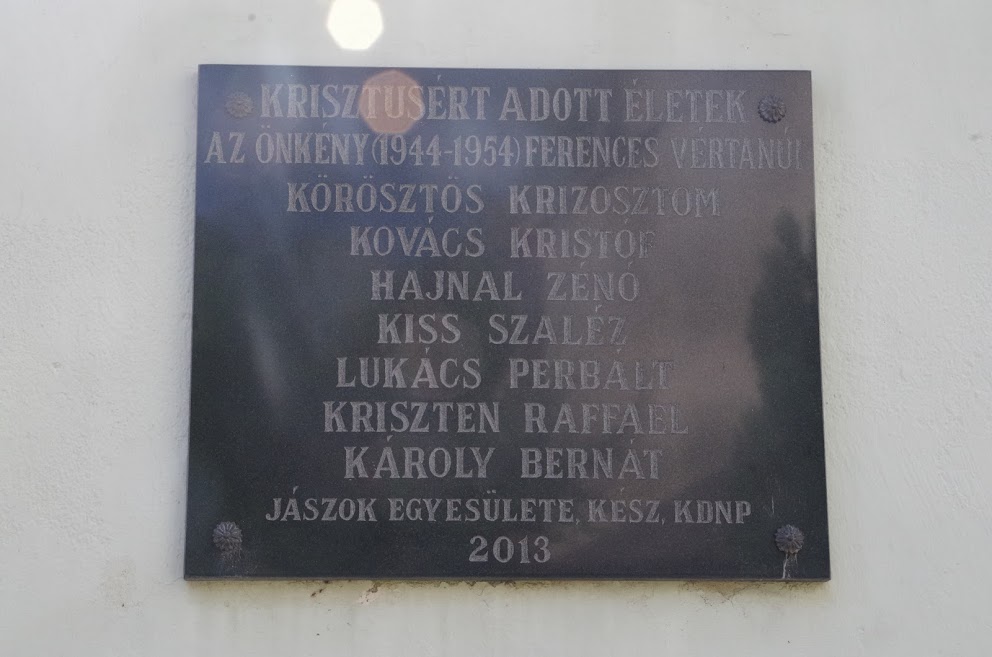 KRISZTUSÉRT ADOTT ÉLETEK
AZ ÖNKÉNY (1944-1954) FERENCES VÉRTANÚI
KÖRÖSZTÖS KRIZOSZTOM
KOVÁCS KRISTÓF
HAJNAL ZÉNÓ
KISS SZALÉZ
LUKÁCS PERBÁLT
KRISZTEN RAFFAEL
KÁROLY BERNÁT
JÁSZOK EGYESÜLETE, KÉSZ, KDNP
2013